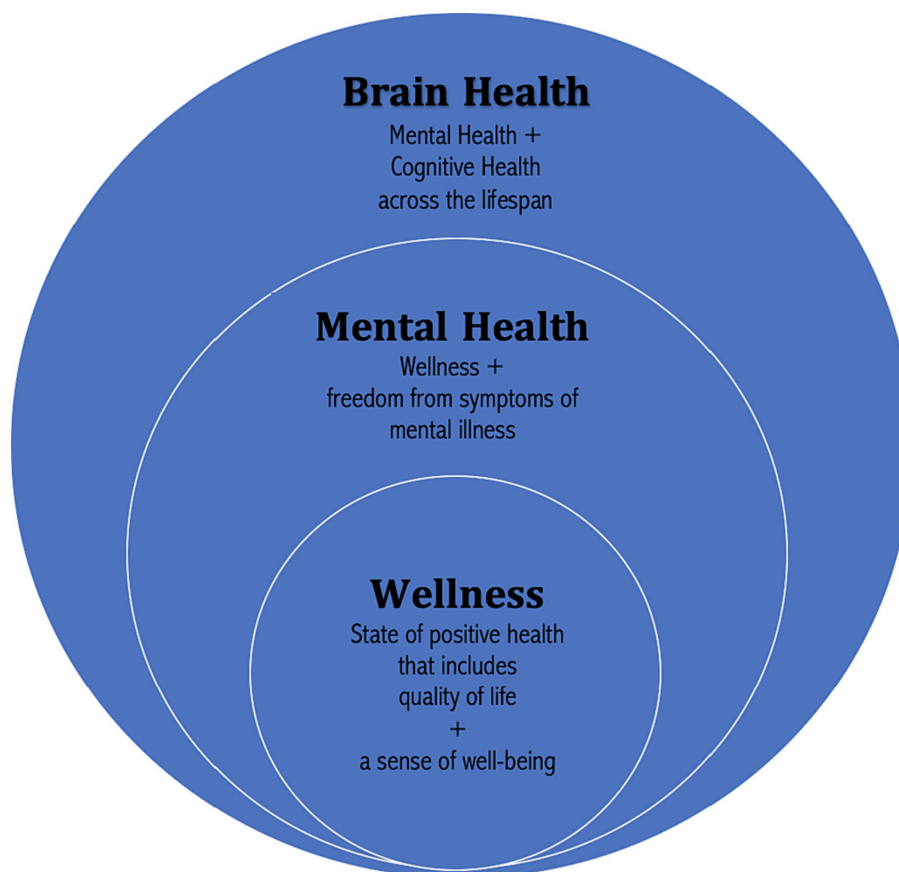 Brain Health
Mental Health +
Cognitive Health
across the lifespan
Mental Health
Wellness +
freedom from symptoms of
mental illness
Wellness
State of positive health
that includes
quality of life
+
a sense of well-being